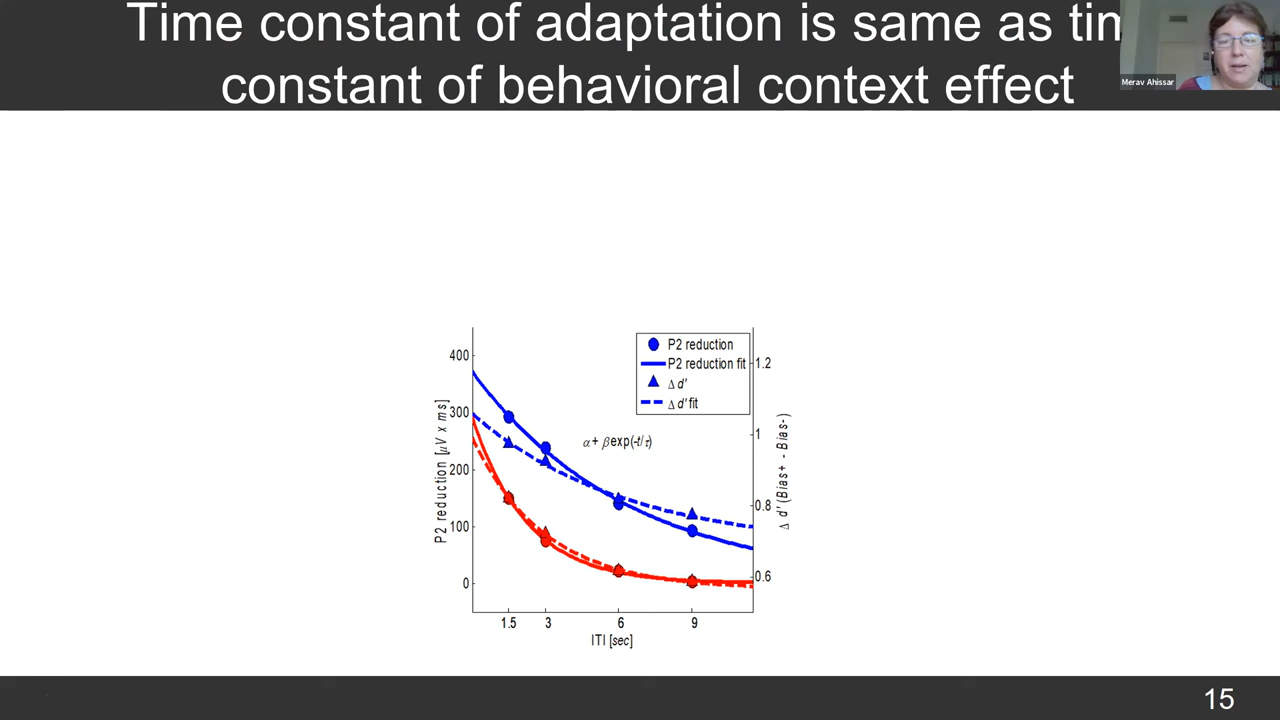 Time constant of adaptation is same as tim
constant of behavioral context effect
Merav Ahissar
P2 reduction
P2 reduction fit
Δ d'
Δ d' fit
α + β exp(-t/τ)
400
300
200
100
0
P2 reduction [μV x ms]
1.2
1
0.8
0.6
Δ d' (Bias+ - Bias-)
1.5 3 6 9
ITI [sec]
15